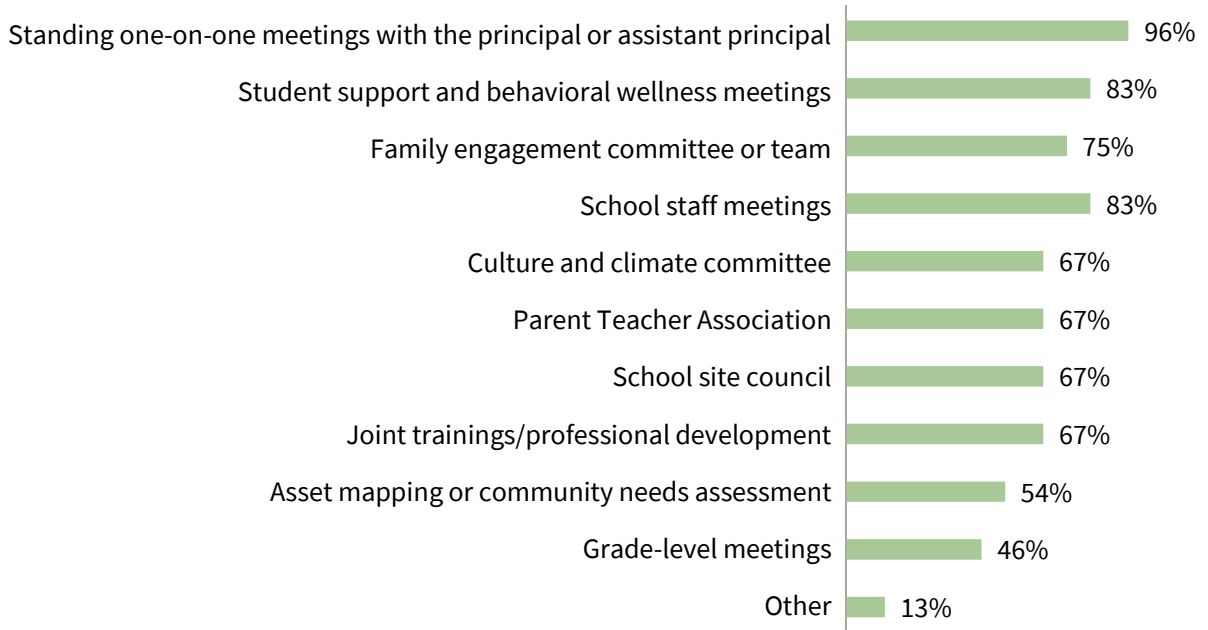 Standing one-on-one meetings with the principal or assistant principal 96%
Student support and behavioral wellness meetings 83%
Family engagement committee or team 75%
School staff meetings 83%
Culture and climate committee 67%
Parent Teacher Association 67%
School site council 67%
Joint trainings/professional development 67%
Asset mapping or community needs assessment 54%
Grade-level meetings 46%
Other 13%